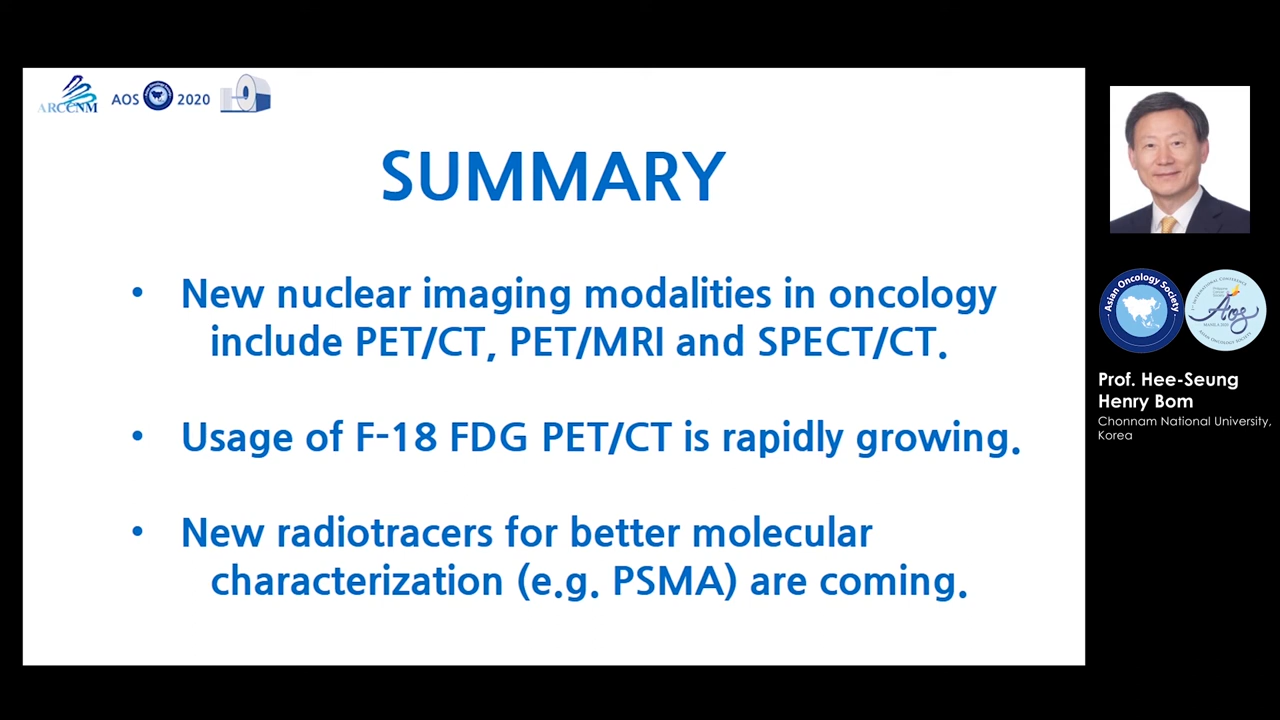 ARCCNM
AOS 2020
SUMMARY
• New nuclear imaging modalities in oncology
include PET/CT, PET/MRI and SPECT/CT.
• Usage of F-18 FDG PET/CT is rapidly growing.
• New radiotracers for better molecular
characterization (e.g. PSMA) are coming.
Asian Oncology Society
Aos
Prof. Hee-Seung
Henry Bom
Chonnam National University,
Korea